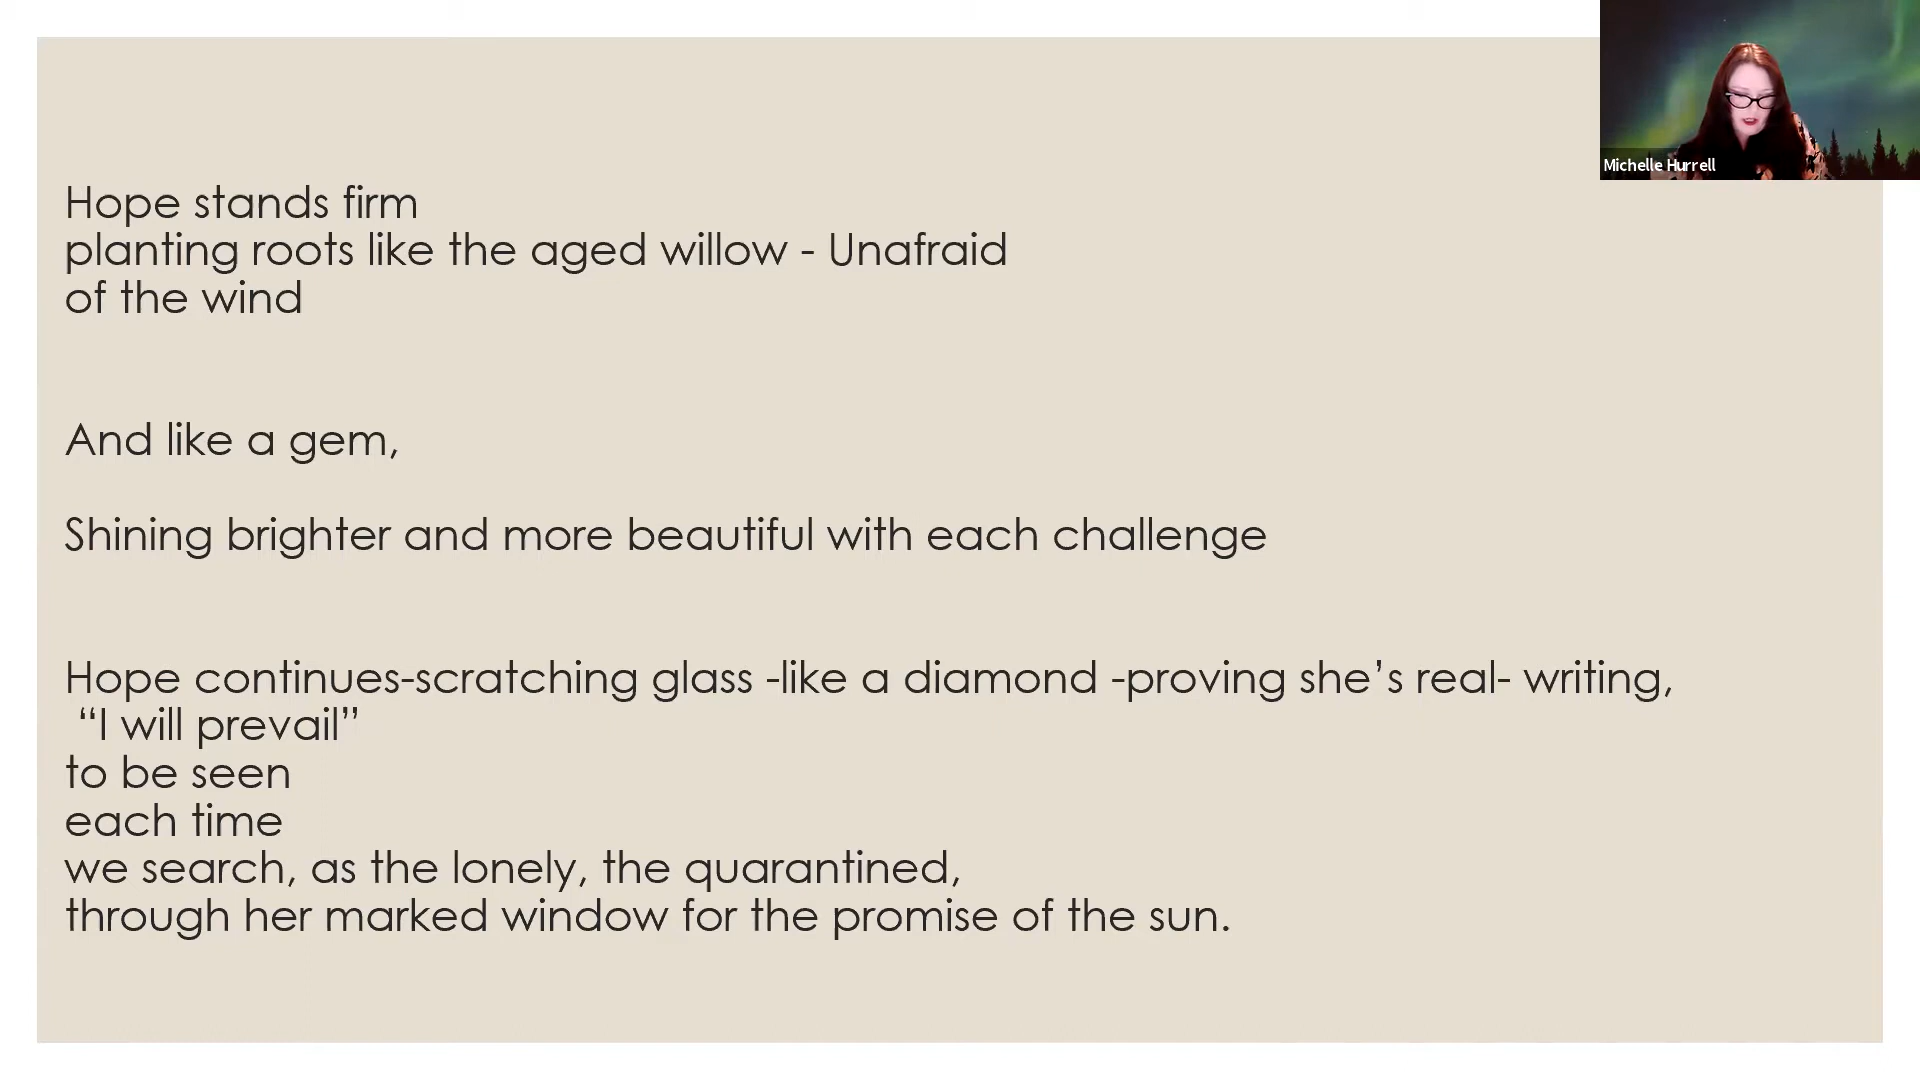 Michelle Hurrell
Hope stands firm
planting roots like the aged willow - Unafraid
of the wind
And like a gem,
Shining brighter and more beautiful with each challenge
Hope continues-scratching glass -like a diamond -proving she’s real- writing,
“I will prevail”
to be seen
each time
we search, as the lonely, the quarantined,
through her marked window for the promise of the sun.